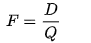 F = D/Q